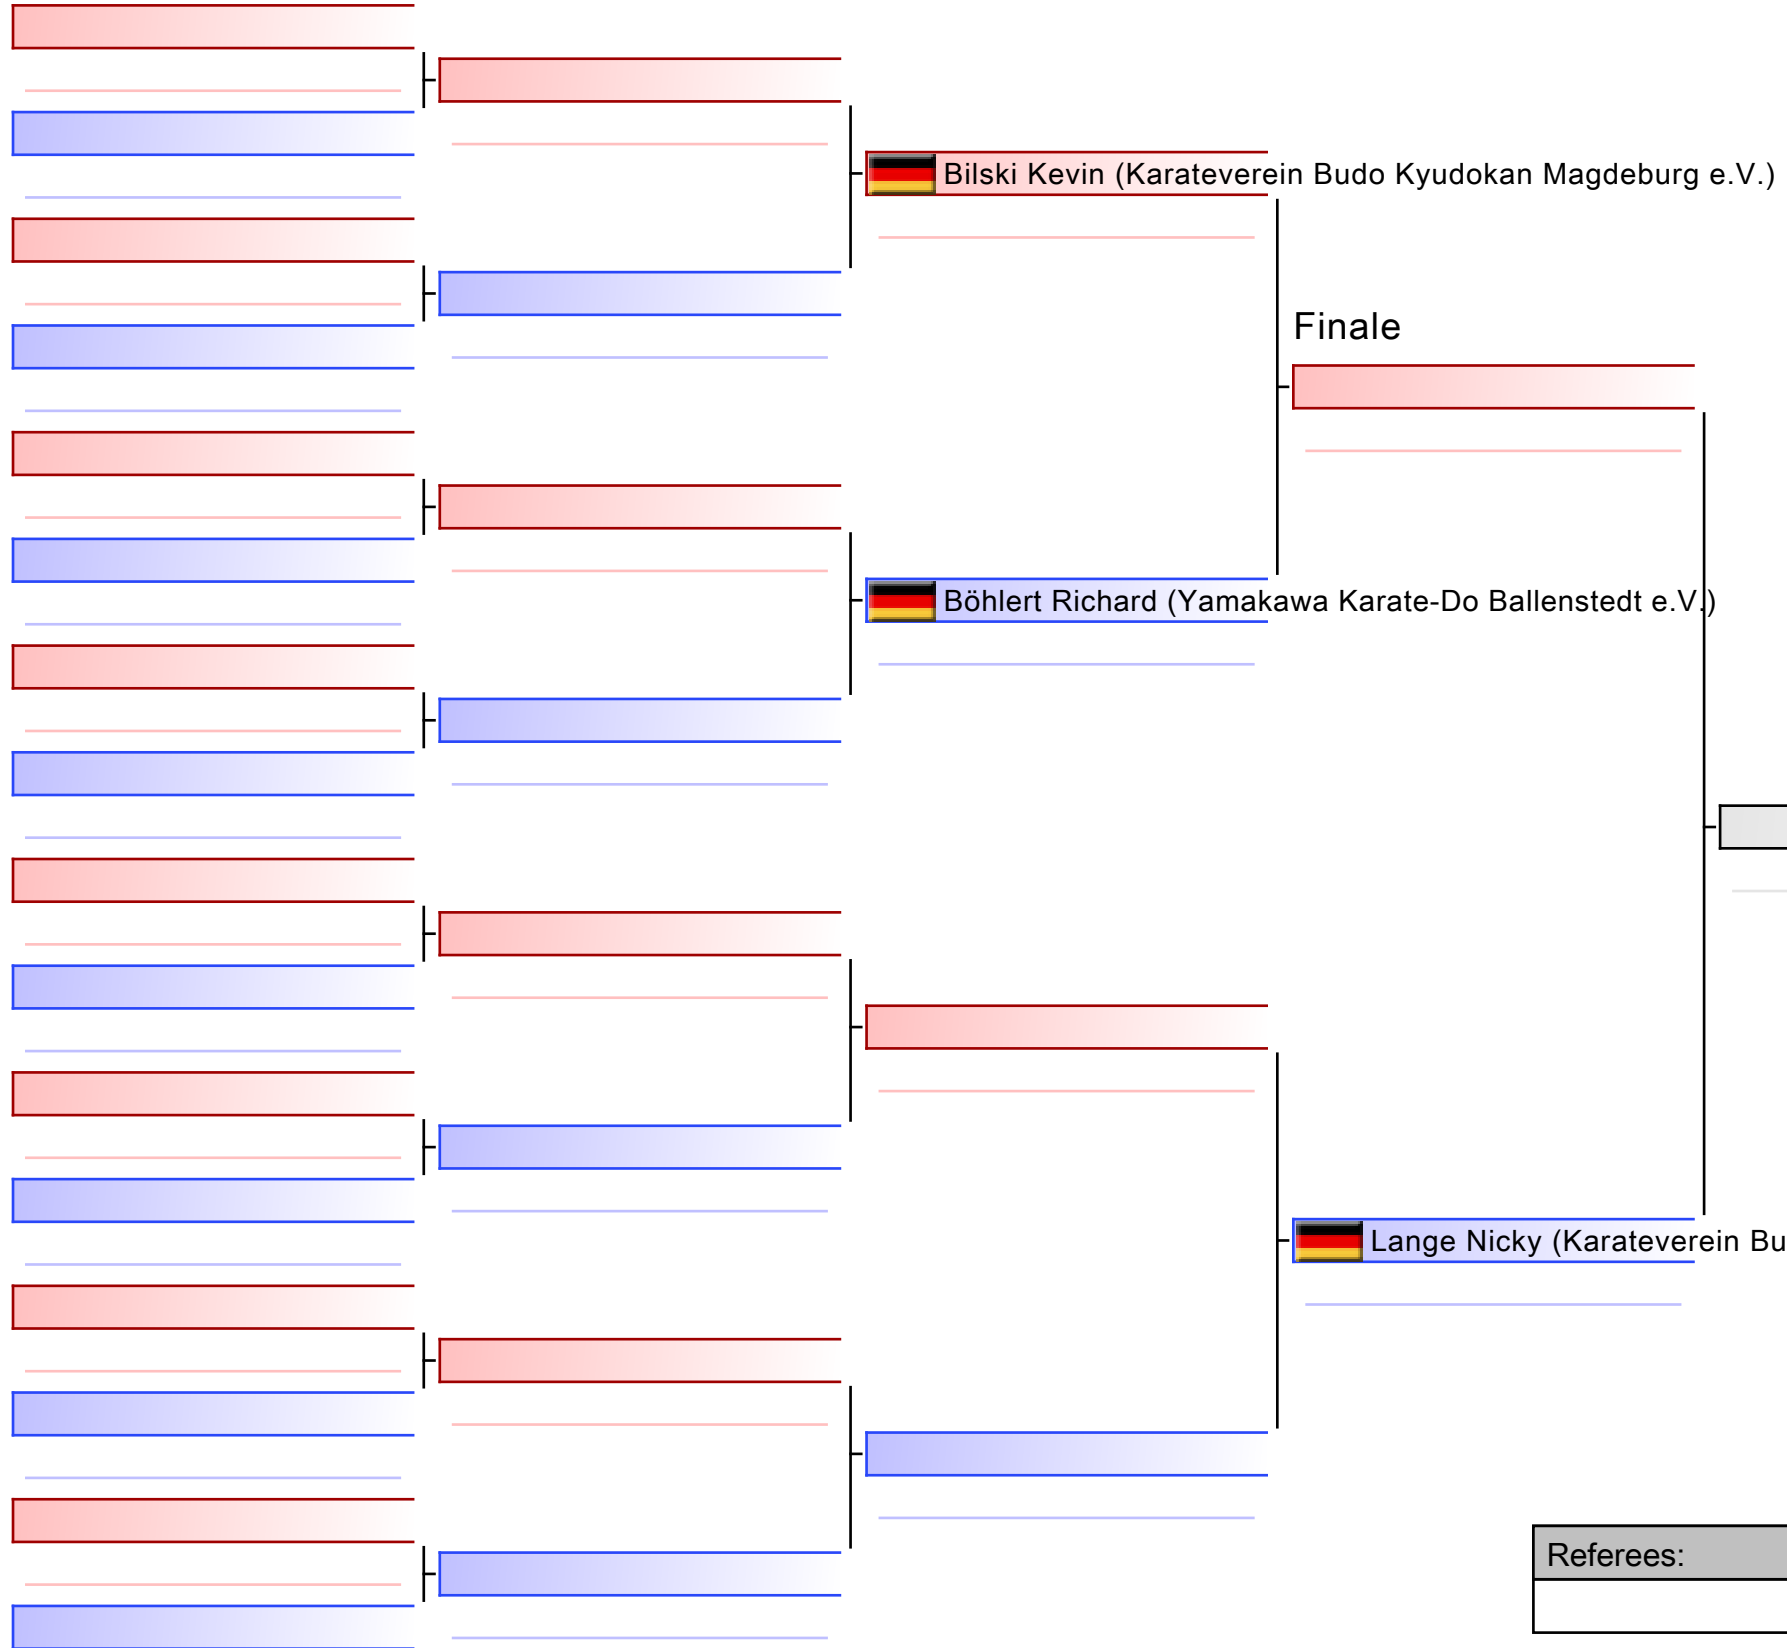 Bilski Kevin (Karateverein Budo Kyudokan Magdeburg e.V.)
Finale
Böhlert Richard (Yamakawa Karate-Do Ballenstedt e.V.)
Lange Nicky (Karateverein Bu
Referees: